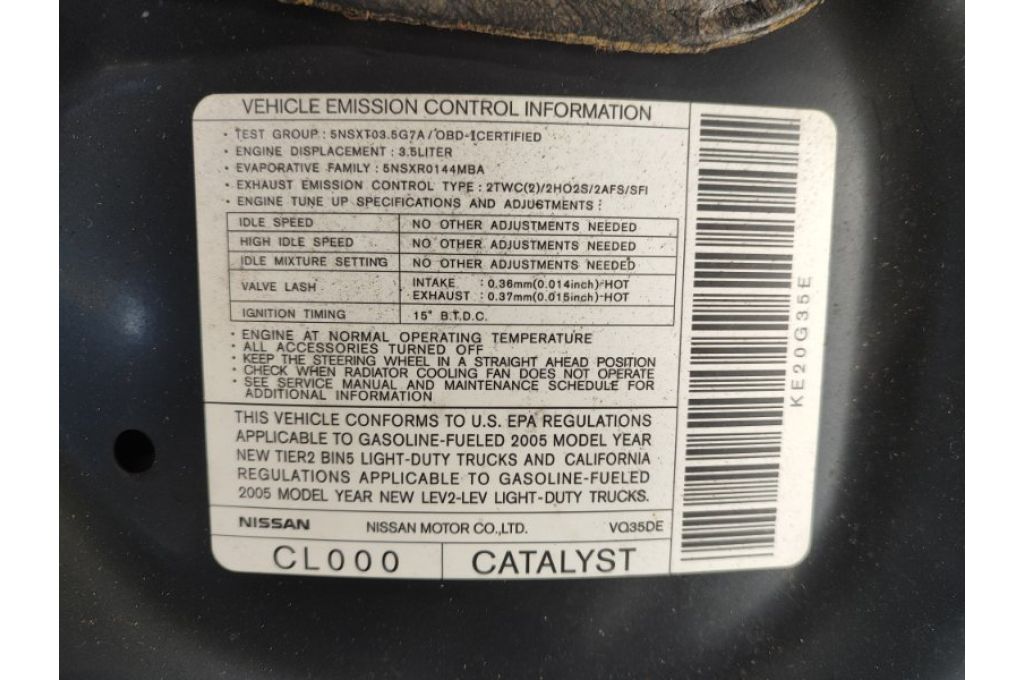 VEHICLE EMISSION CONTROL INFORMATION
• TEST GROUP : 5NSXT03.5G7A / OBD-ⅡCERTIFIED
• ENGINE DISPLACEMENT : 3.5LITER
• EVAPORATIVE FAMILY : 5NSXR0144MBA
• EXHAUST EMISSION CONTROL TYPE : 2TWC(2)/2HO2S/2AFS/SFI
• ENGINE TUNE UP SPECIFICATIONS AND ADJUSTMENTS :
IDLE SPEED NO OTHER ADJUSTMENTS NEEDED
HIGH IDLE SPEED NO OTHER ADJUSTMENTS NEEDED
IDLE MIXTURE SETTING NO OTHER ADJUSTMENTS NEEDED
VALVE LASH INTAKE : 0.36mm(0.014inch)-HOT
EXHAUST : 0.37mm(0.015inch)-HOT
IGNITION TIMING 15° B.T.D.C.
• ENGINE AT NORMAL OPERATING TEMPERATURE
• ALL ACCESSORIES TURNED OFF
• KEEP THE STEERING WHEEL IN A STRAIGHT AHEAD POSITION
• CHECK WHEN RADIATOR COOLING FAN DOES NOT OPERATE
• SEE SERVICE MANUAL AND MAINTENANCE SCHEDULE FOR
ADDITIONAL INFORMATION
THIS VEHICLE CONFORMS TO U.S. EPA REGULATIONS
APPLICABLE TO GASOLINE-FUELED 2005 MODEL YEAR
NEW TIER2 BIN5 LIGHT-DUTY TRUCKS AND CALIFORNIA
REGULATIONS APPLICABLE TO GASOLINE-FUELED
2005 MODEL YEAR NEW LEV2-LEV LIGHT-DUTY TRUCKS.
NISSAN NISSAN MOTOR CO.,LTD. VQ35DE
CL000 CATALYST
KE20G35E